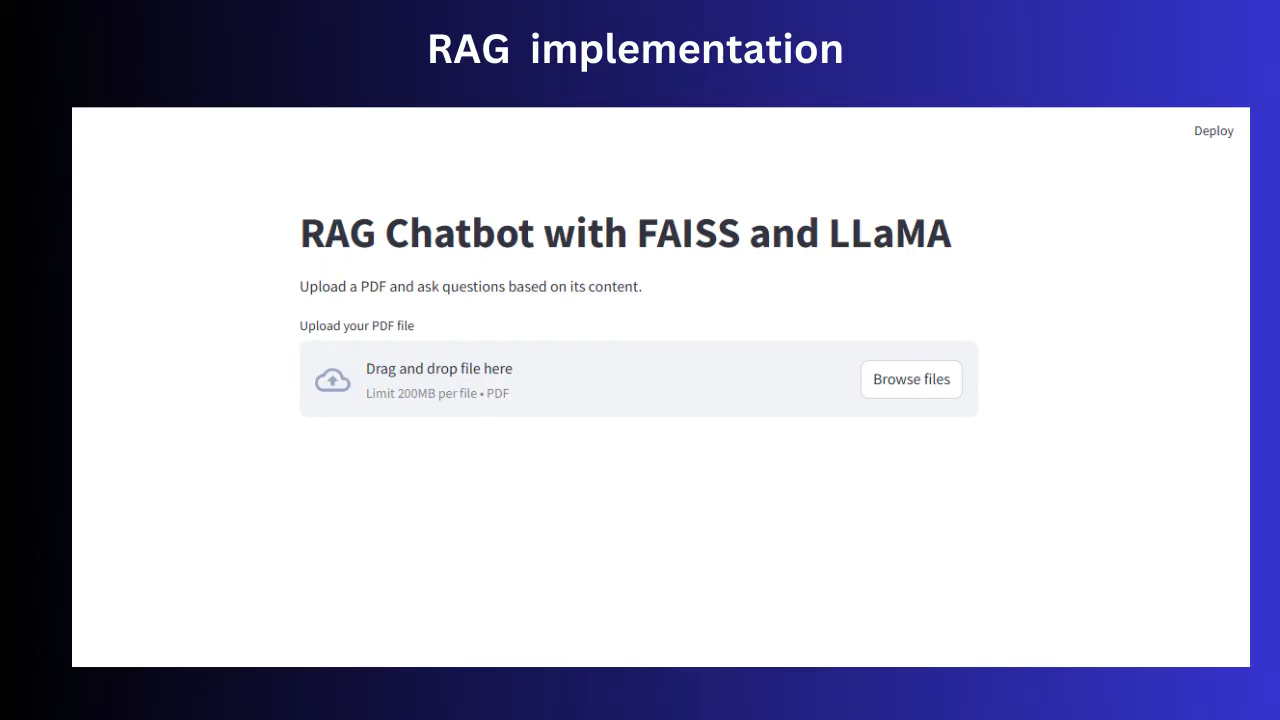 RAG implementation
Deploy
RAG Chatbot with FAISS and LLaMA
Upload a PDF and ask questions based on its content.
Upload your PDF file
Drag and drop file here
Limit 200MB per file • PDF
Browse files